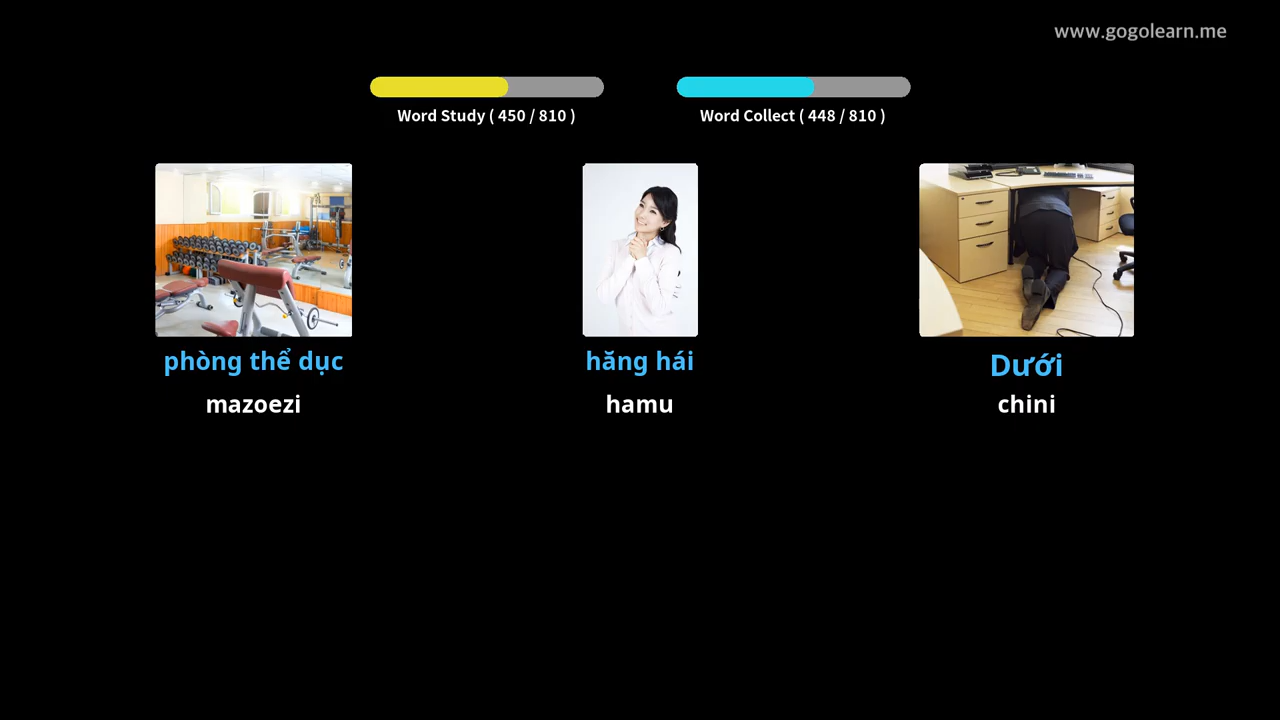 www.gogolearn.me
Word Study ( 450 / 810 )
Word Collect ( 448 / 810 )
phòng thể dục
mazoezi
hăng hái
hamu
Dưới
chini